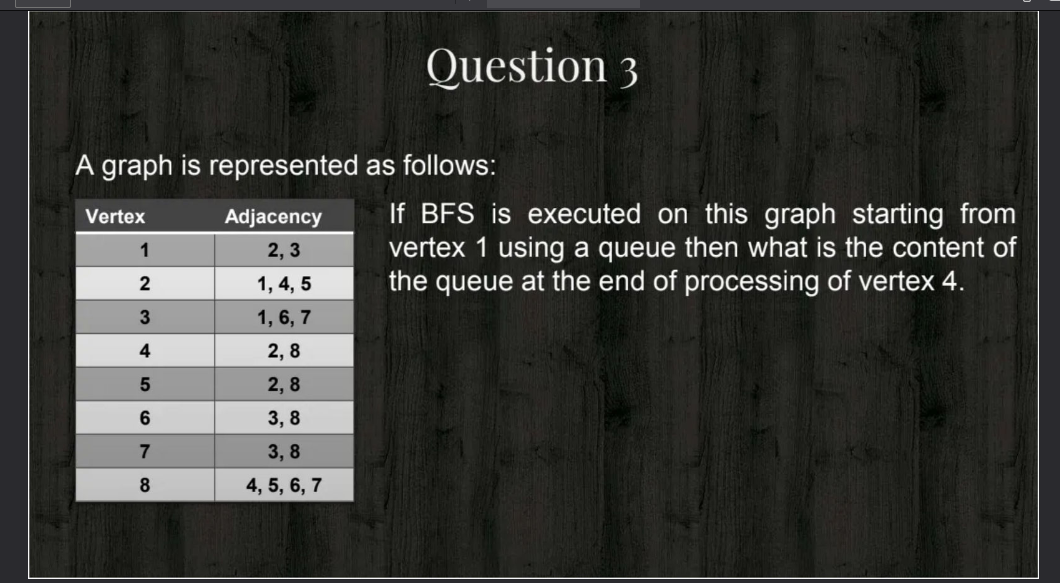 Question 3
A graph is represented as follows:
Vertex Adjacency
1 2, 3
2 1, 4, 5
3 1, 6, 7
4 2, 8
5 2, 8
6 3, 8
7 3, 8
8 4, 5, 6, 7
If BFS is executed on this graph starting from
vertex 1 using a queue then what is the content of
the queue at the end of processing of vertex 4.